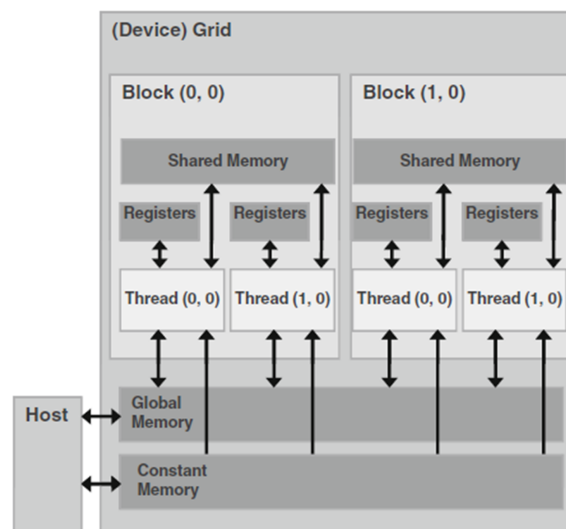 (Device) Grid
Block (0, 0)
Block (1, 0)
Shared Memory
Shared Memory
Registers
Registers
Registers
Registers
Thread (0, 0)
Thread (1, 0)
Thread (0, 0)
Thread (1, 0)
Host
Global
Memory
Constant
Memory